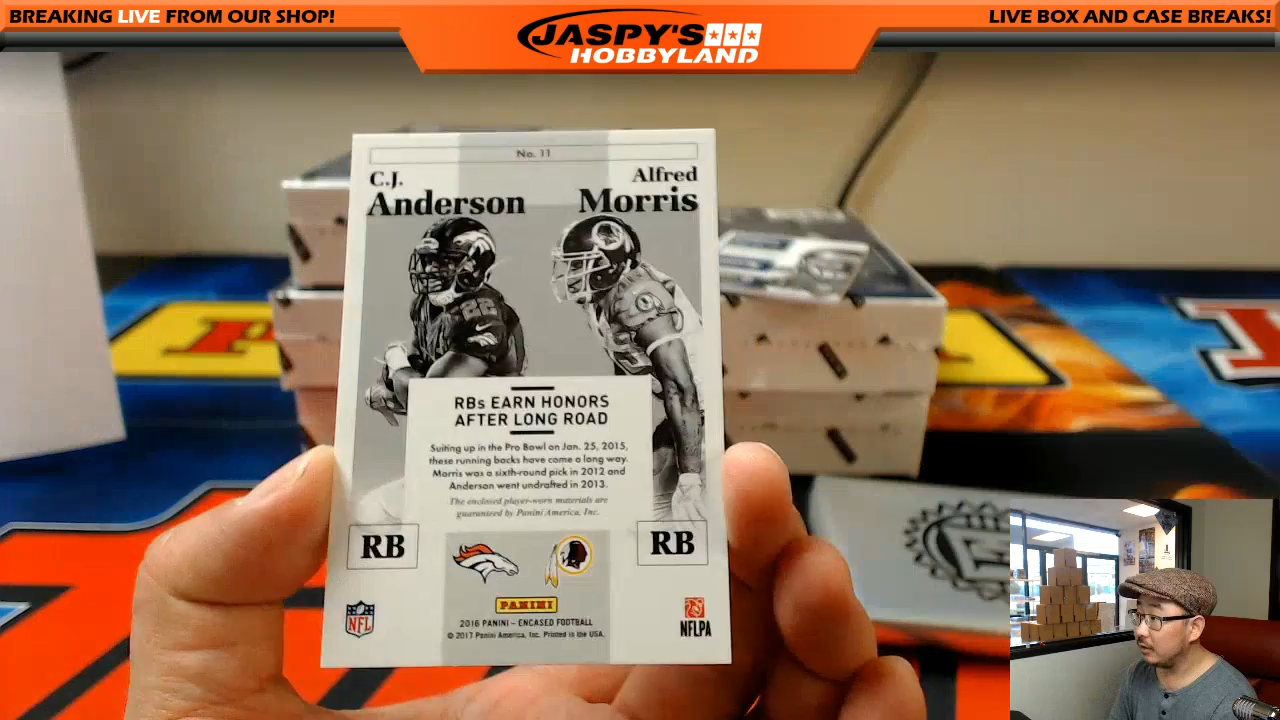 BREAKING LIVE FROM OUR SHOP!
JASPY'S
HOBBYLAND
LIVE BOX AND CASE BREAKS!
No. 11
C.J.
Anderson
Alfred
Morris
22
RBs EARN HONORS
AFTER LONG ROAD
Suiting up in the Pro Bowl on Jan. 25, 2015,
these running backs have come a long way.
Morris was a sixth-round pick in 2012 and
Anderson went undrafted in 2013.
The enclosed player-worn materials are
guaranteed by Panini America, Inc.
RB
RB
PANINI
NFL
NFLPA
2016 PANINI – ENCASED FOOTBALL
© 2017 Panini America, Inc. Printed in the USA.